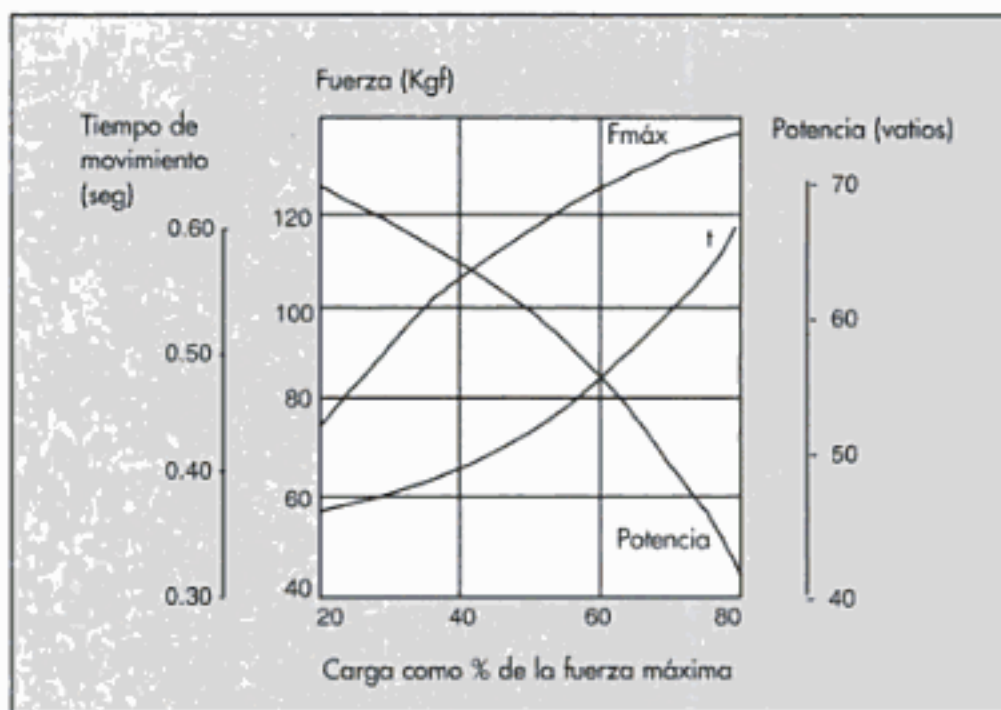 Fuerza (Kgf)
Tiempo de
movimiento
(seg)
Fmáx
Potencia (vatios)
0.60
0.50
0.40
0.30
120
100
80
60
40
t
Potencia
70
60
50
40
20 40 60 80
Carga como % de la fuerza máxima